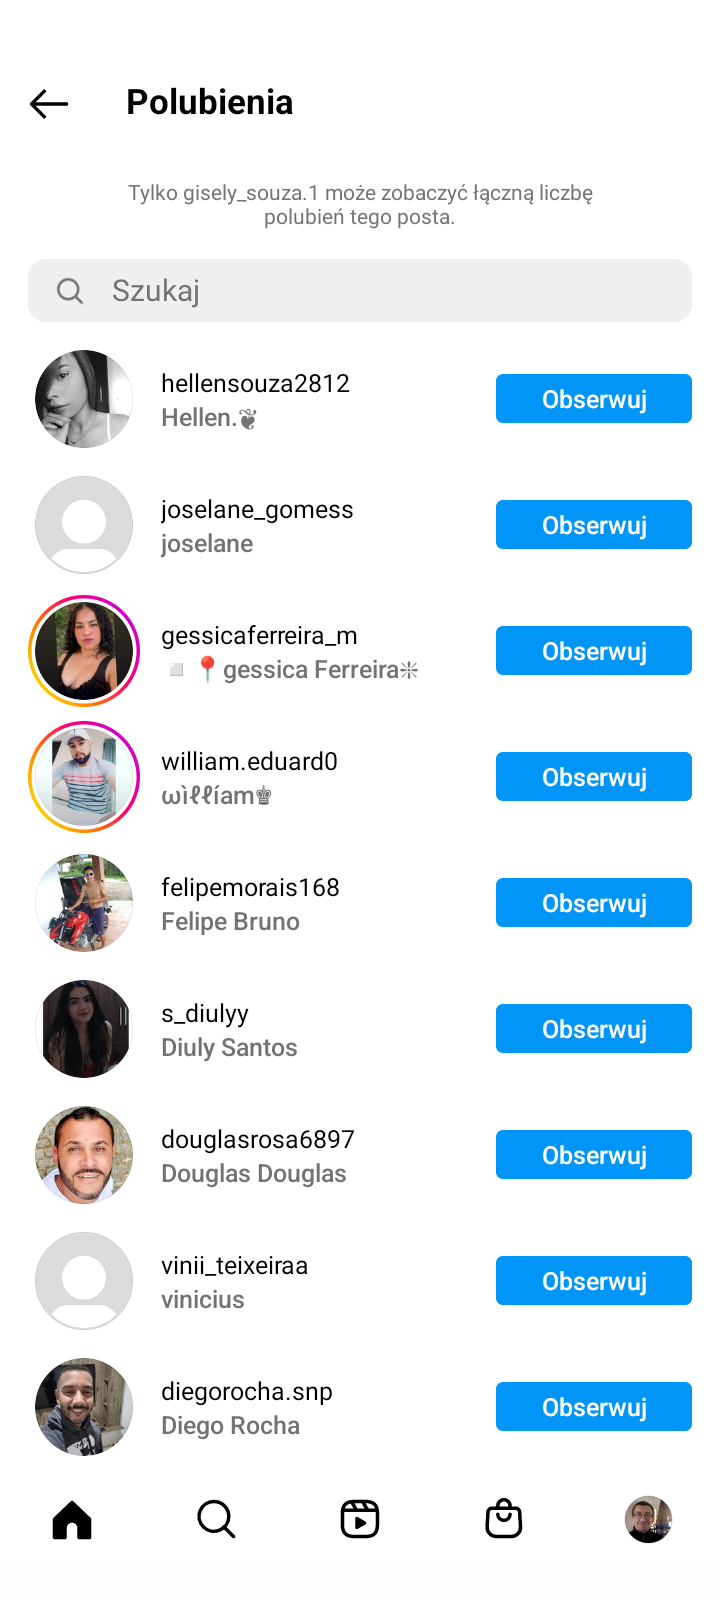 Polubienia
Tylko gisely_souza.1 może zobaczyć łączną liczbę
polubień tego posta.
Szukaj
hellensouza2812
Hellen.❦
Obserwuj
joselane_gomess
joselane
Obserwuj
gessicaferreira_m
◽📍gessica Ferreira❇
Obserwuj
william.eduard0
ωìℓℓíam♚
Obserwuj
felipemorais168
Felipe Bruno
Obserwuj
s_diulyy
Diuly Santos
Obserwuj
douglasrosa6897
Douglas Douglas
Obserwuj
vinii_teixeiraa
vinicius
Obserwuj
diegorocha.snp
Diego Rocha
Obserwuj